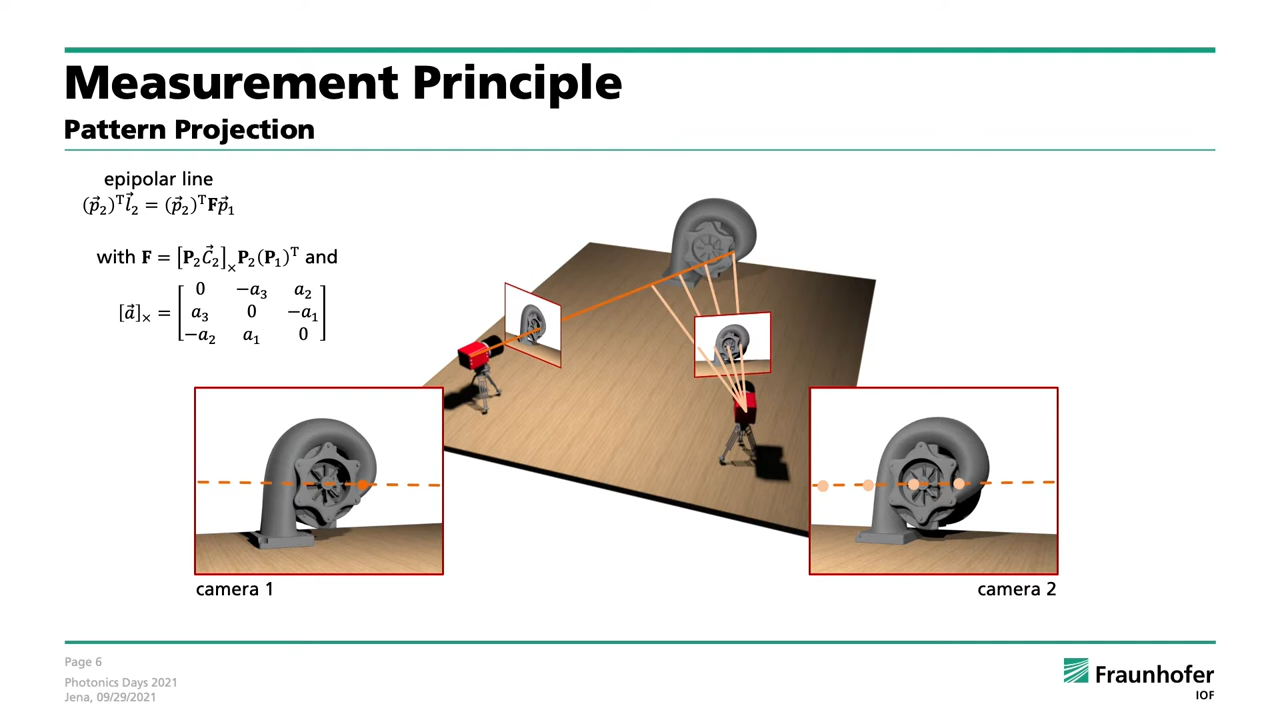 Measurement Principle
Pattern Projection
epipolar line
(p⃗₂)ᵀl⃗₂ = (p⃗₂)ᵀFp⃗₁
with F = [P₂C⃗₂]ₓP₂(P₁)ᵀ and
[a⃗]ₓ = [0 −a₃ a₂
a₃ 0 −a₁
−a₂ a₁ 0]
camera 1
camera 2
Page 6
Photonics Days 2021
Jena, 09/29/2021
Fraunhofer
IOF